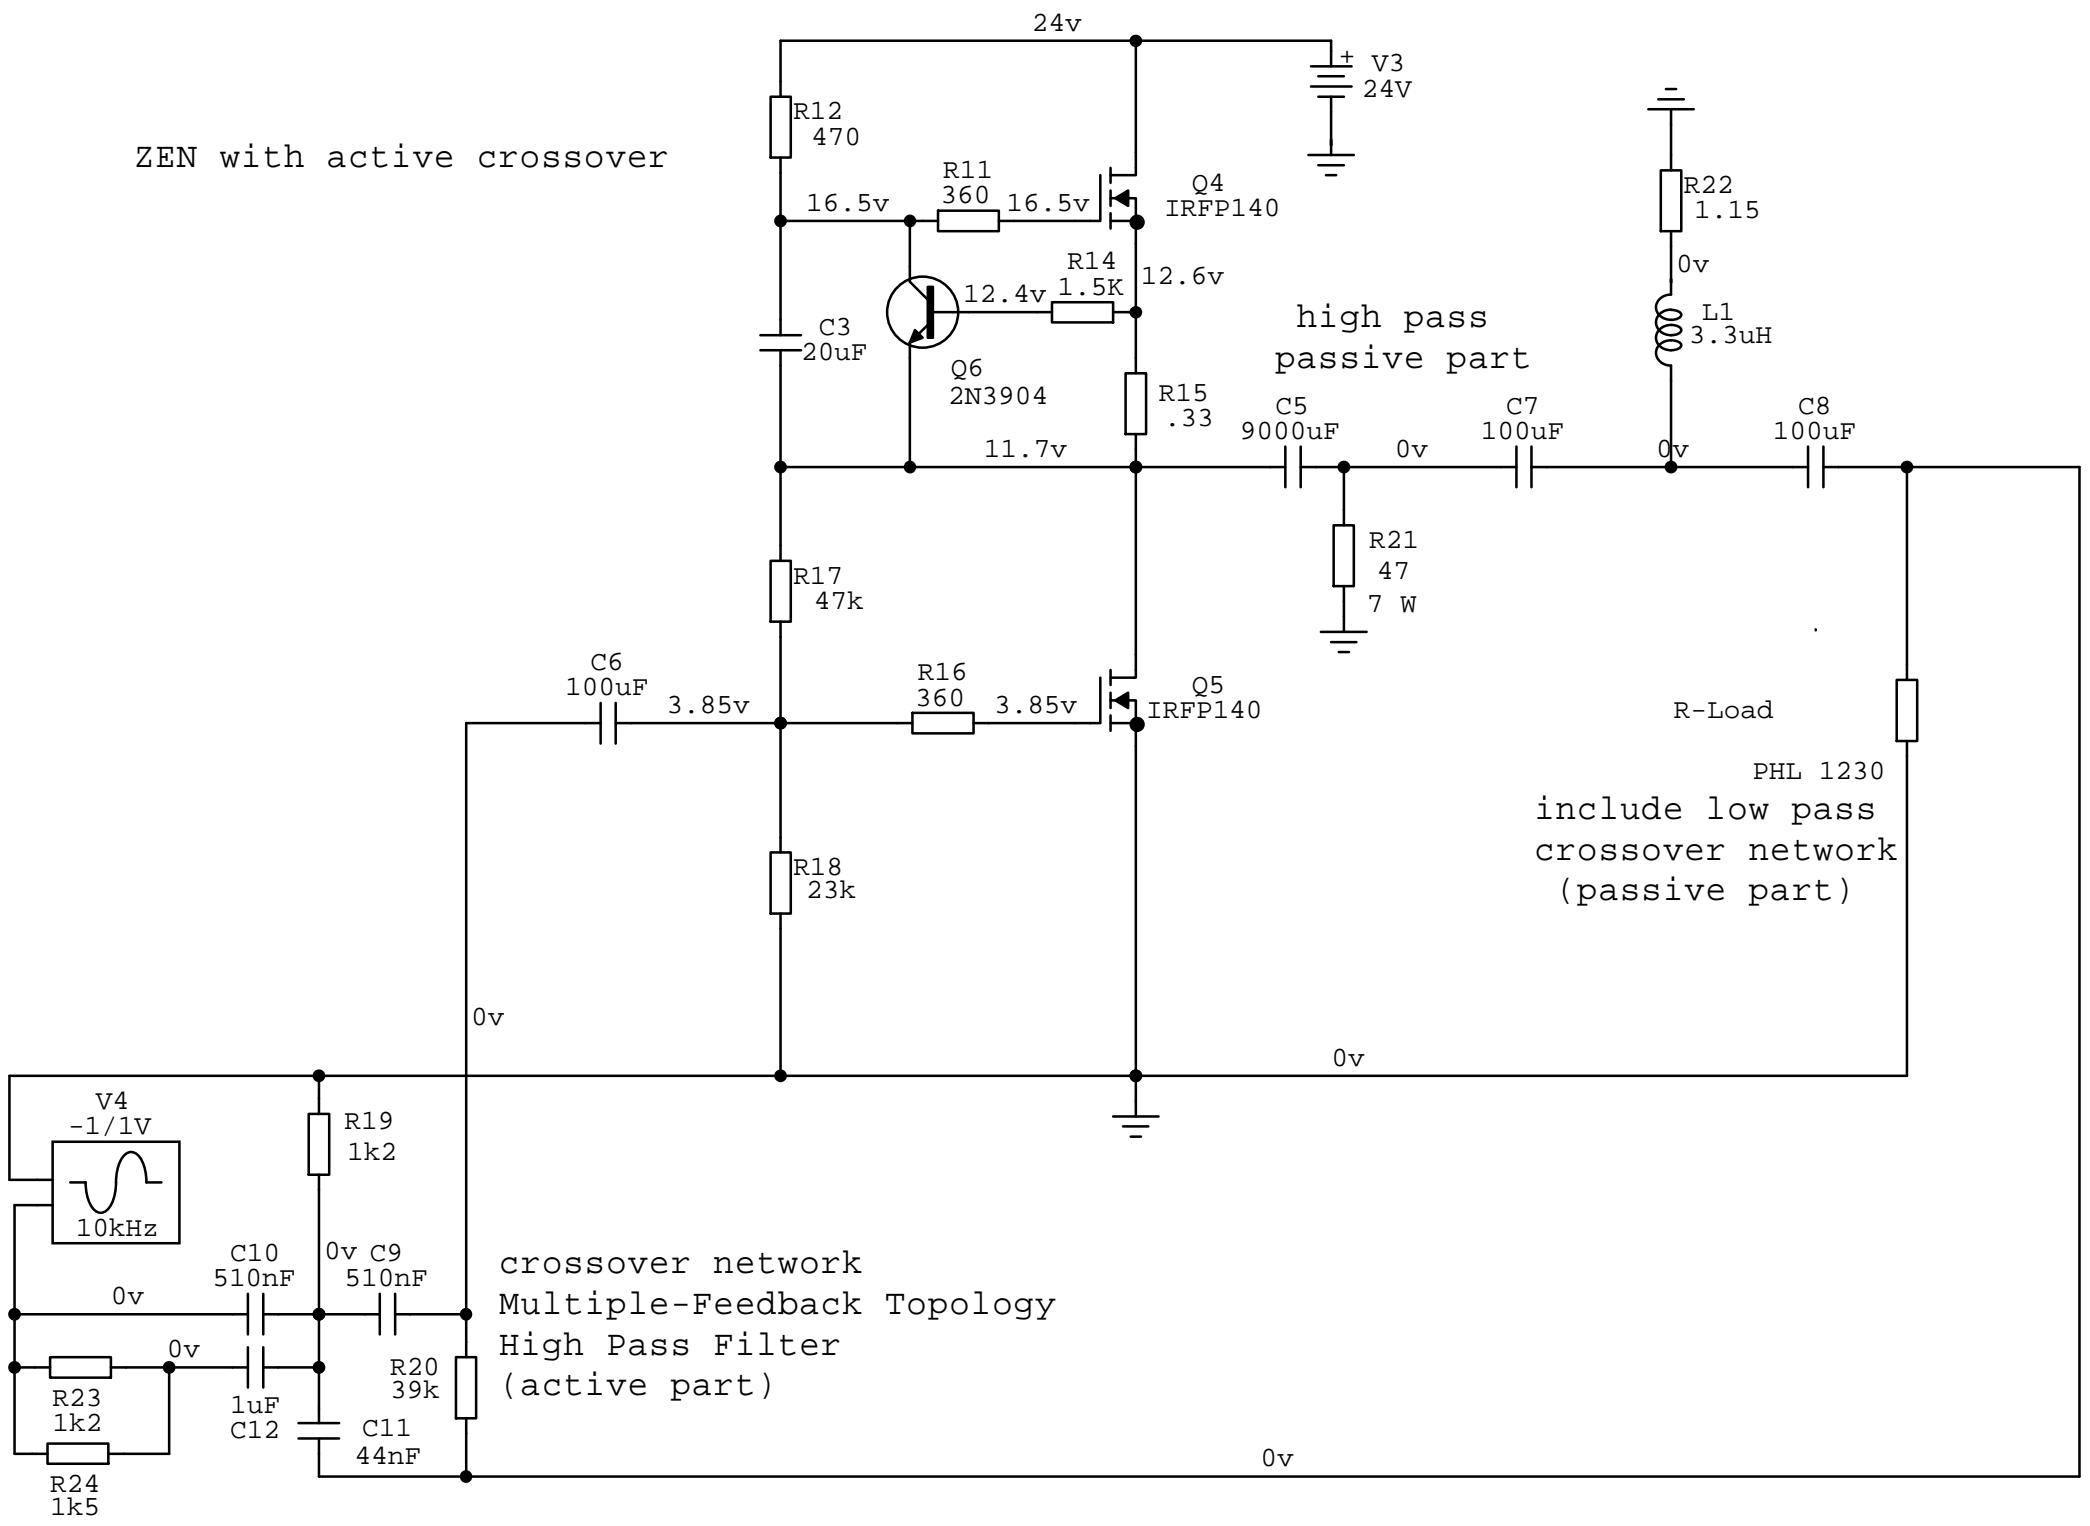 24v
V3
24V
R12
470
ZEN with active crossover
R11
360
16.5v
16.5v
Q4
IRFP140
R22
1.15
R14
1.5K
12.6v
0v
12.4v
C3
20uF
high pass
passive part
L1
3.3uH
Q6
2N3904
R15
.33
C5
9000uF
C7
100uF
C8
100uF
11.7v
0v
0v
R21
47
7 W
R17
47k
C6
100uF
3.85v
R16
360
3.85v
Q5
IRFP140
R-Load
PHL 1230
include low pass
crossover network
(passive part)
R18
23k
0v
0v
V4
-1/1V
10kHz
R19
1k2
C10
510nF
0v
C9
510nF
0v
crossover network
Multiple-Feedback Topology
High Pass Filter
(active part)
0v
R23
1k2
1uF
C12
R20
39k
C11
44nF
0v
R24
1k5